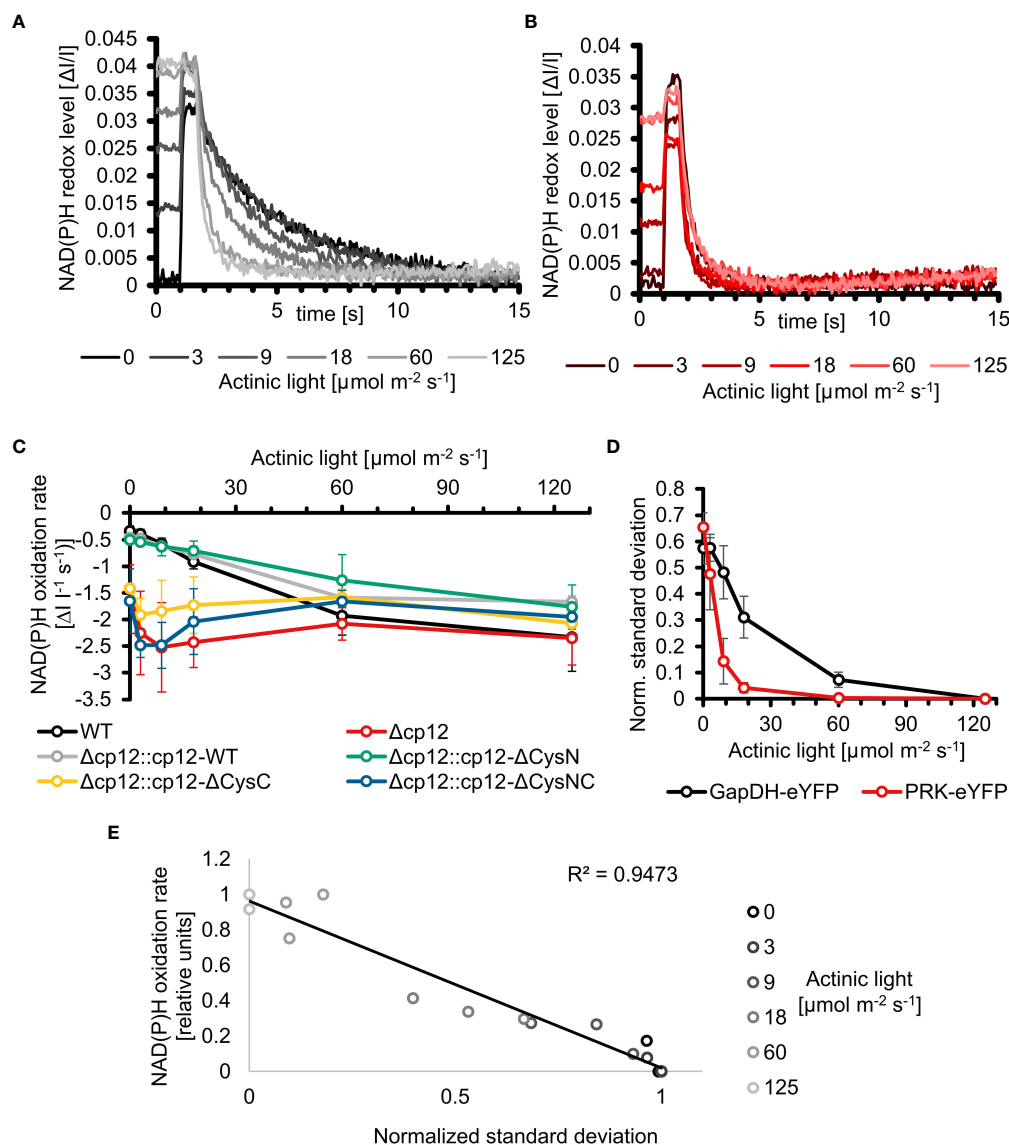 A
NAD(P)H redox level [ΔI/I]
0.045
0.04
0.035
0.03
0.025
0.02
0.015
0.01
0.005
0
0 5 10 15
time [s]
0 3 9 18 60 125
Actinic light [µmol m-2 s-1]
B
NAD(P)H redox level [ΔI/I]
0.04
0.035
0.03
0.025
0.02
0.015
0.01
0.005
0
0 5 10 15
time [s]
0 3 9 18 60 125
Actinic light [µmol m-2 s-1]
C
Actinic light [µmol m-2 s-1]
0 30 60 90 120
NAD(P)H oxidation rate
[ΔI I-1 s-1)]
0
-0.5
-1
-1.5
-2
-2.5
-3
-3.5
WT
Δcp12
Δcp12::cp12-WT
Δcp12::cp12-ΔCysN
Δcp12::cp12-ΔCysC
Δcp12::cp12-ΔCysNC
D
Norm. standard deviation
0.8
0.7
0.6
0.5
0.4
0.3
0.2
0.1
0
0 30 60 90 120
Actinic light [µmol m-2 s-1]
GapDH-eYFP
PRK-eYFP
E
NAD(P)H oxidation rate
[relative units]
1.2
1
0.8
0.6
0.4
0.2
0
0 0.5 1
Normalized standard deviation
R² = 0.9473
0
3
9
18
60
125
Actinic light
[µmol m-2 s-1]